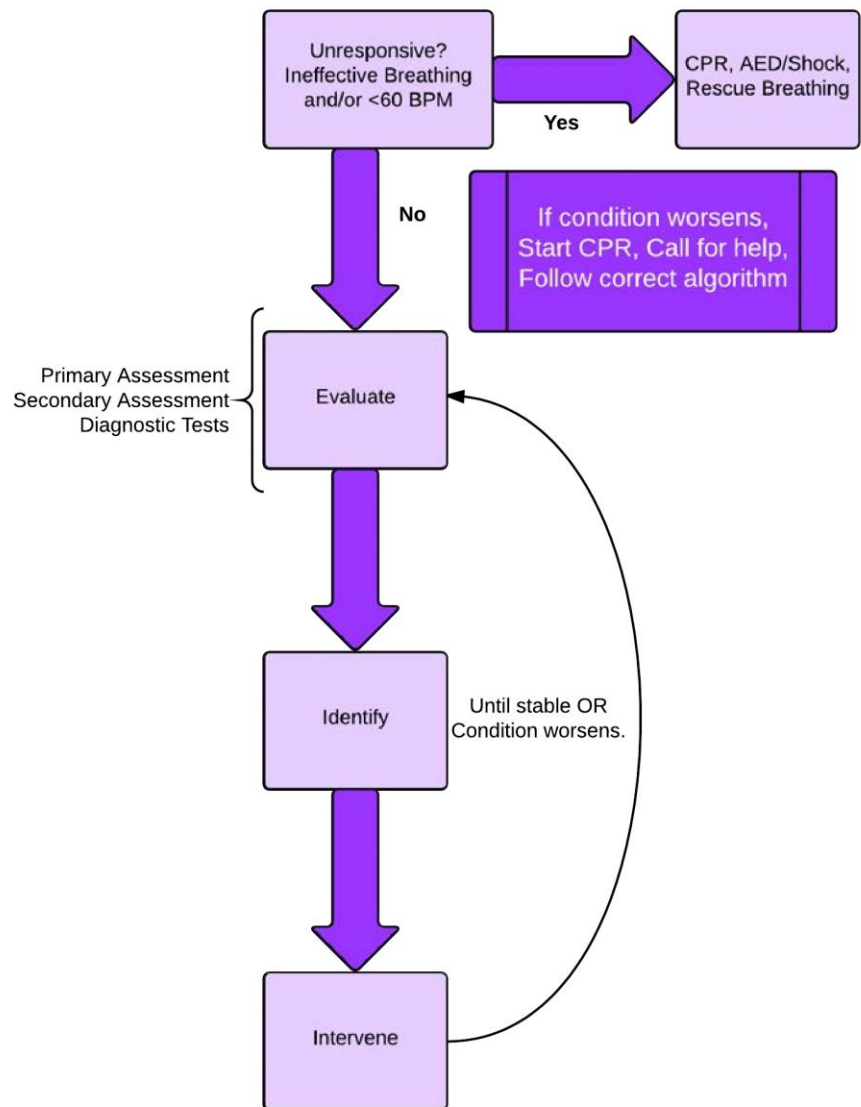 Unresponsive?
Ineffective Breathing
and/or <60 BPM
Yes
CPR, AED/Shock,
Rescue Breathing
No
If condition worsens,
Start CPR, Call for help,
Follow correct algorithm
Primary Assessment
Secondary Assessment
Diagnostic Tests
Evaluate
Identify
Until stable OR
Condition worsens.
Intervene